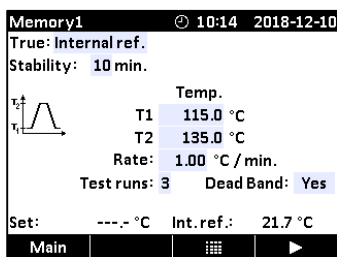 Memory1 10:14 2018-12-10
True: Internal ref.
Stability: 10 min.
Temp.
T₂
T₁
T1 115.0 °C
T2 135.0 °C
Rate: 1.00 °C / min.
Test runs: 3 Dead Band: Yes
Set: ---.- °C Int.ref.: 21.7 °C
Main